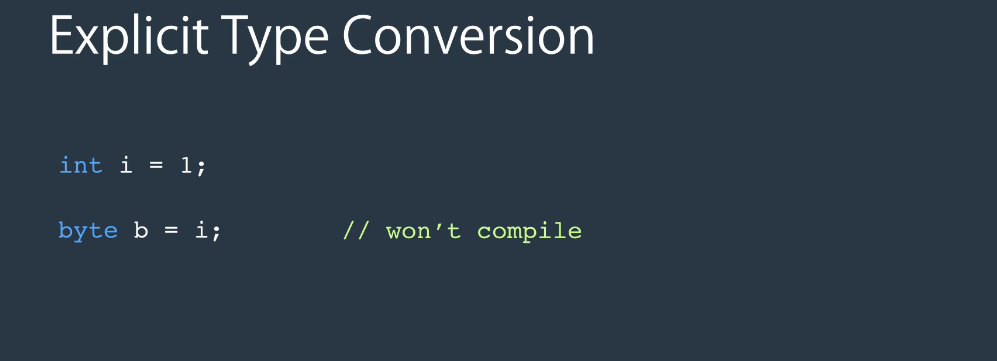 Explicit Type Conversion
int i = 1;
byte b = i; // won’t compile